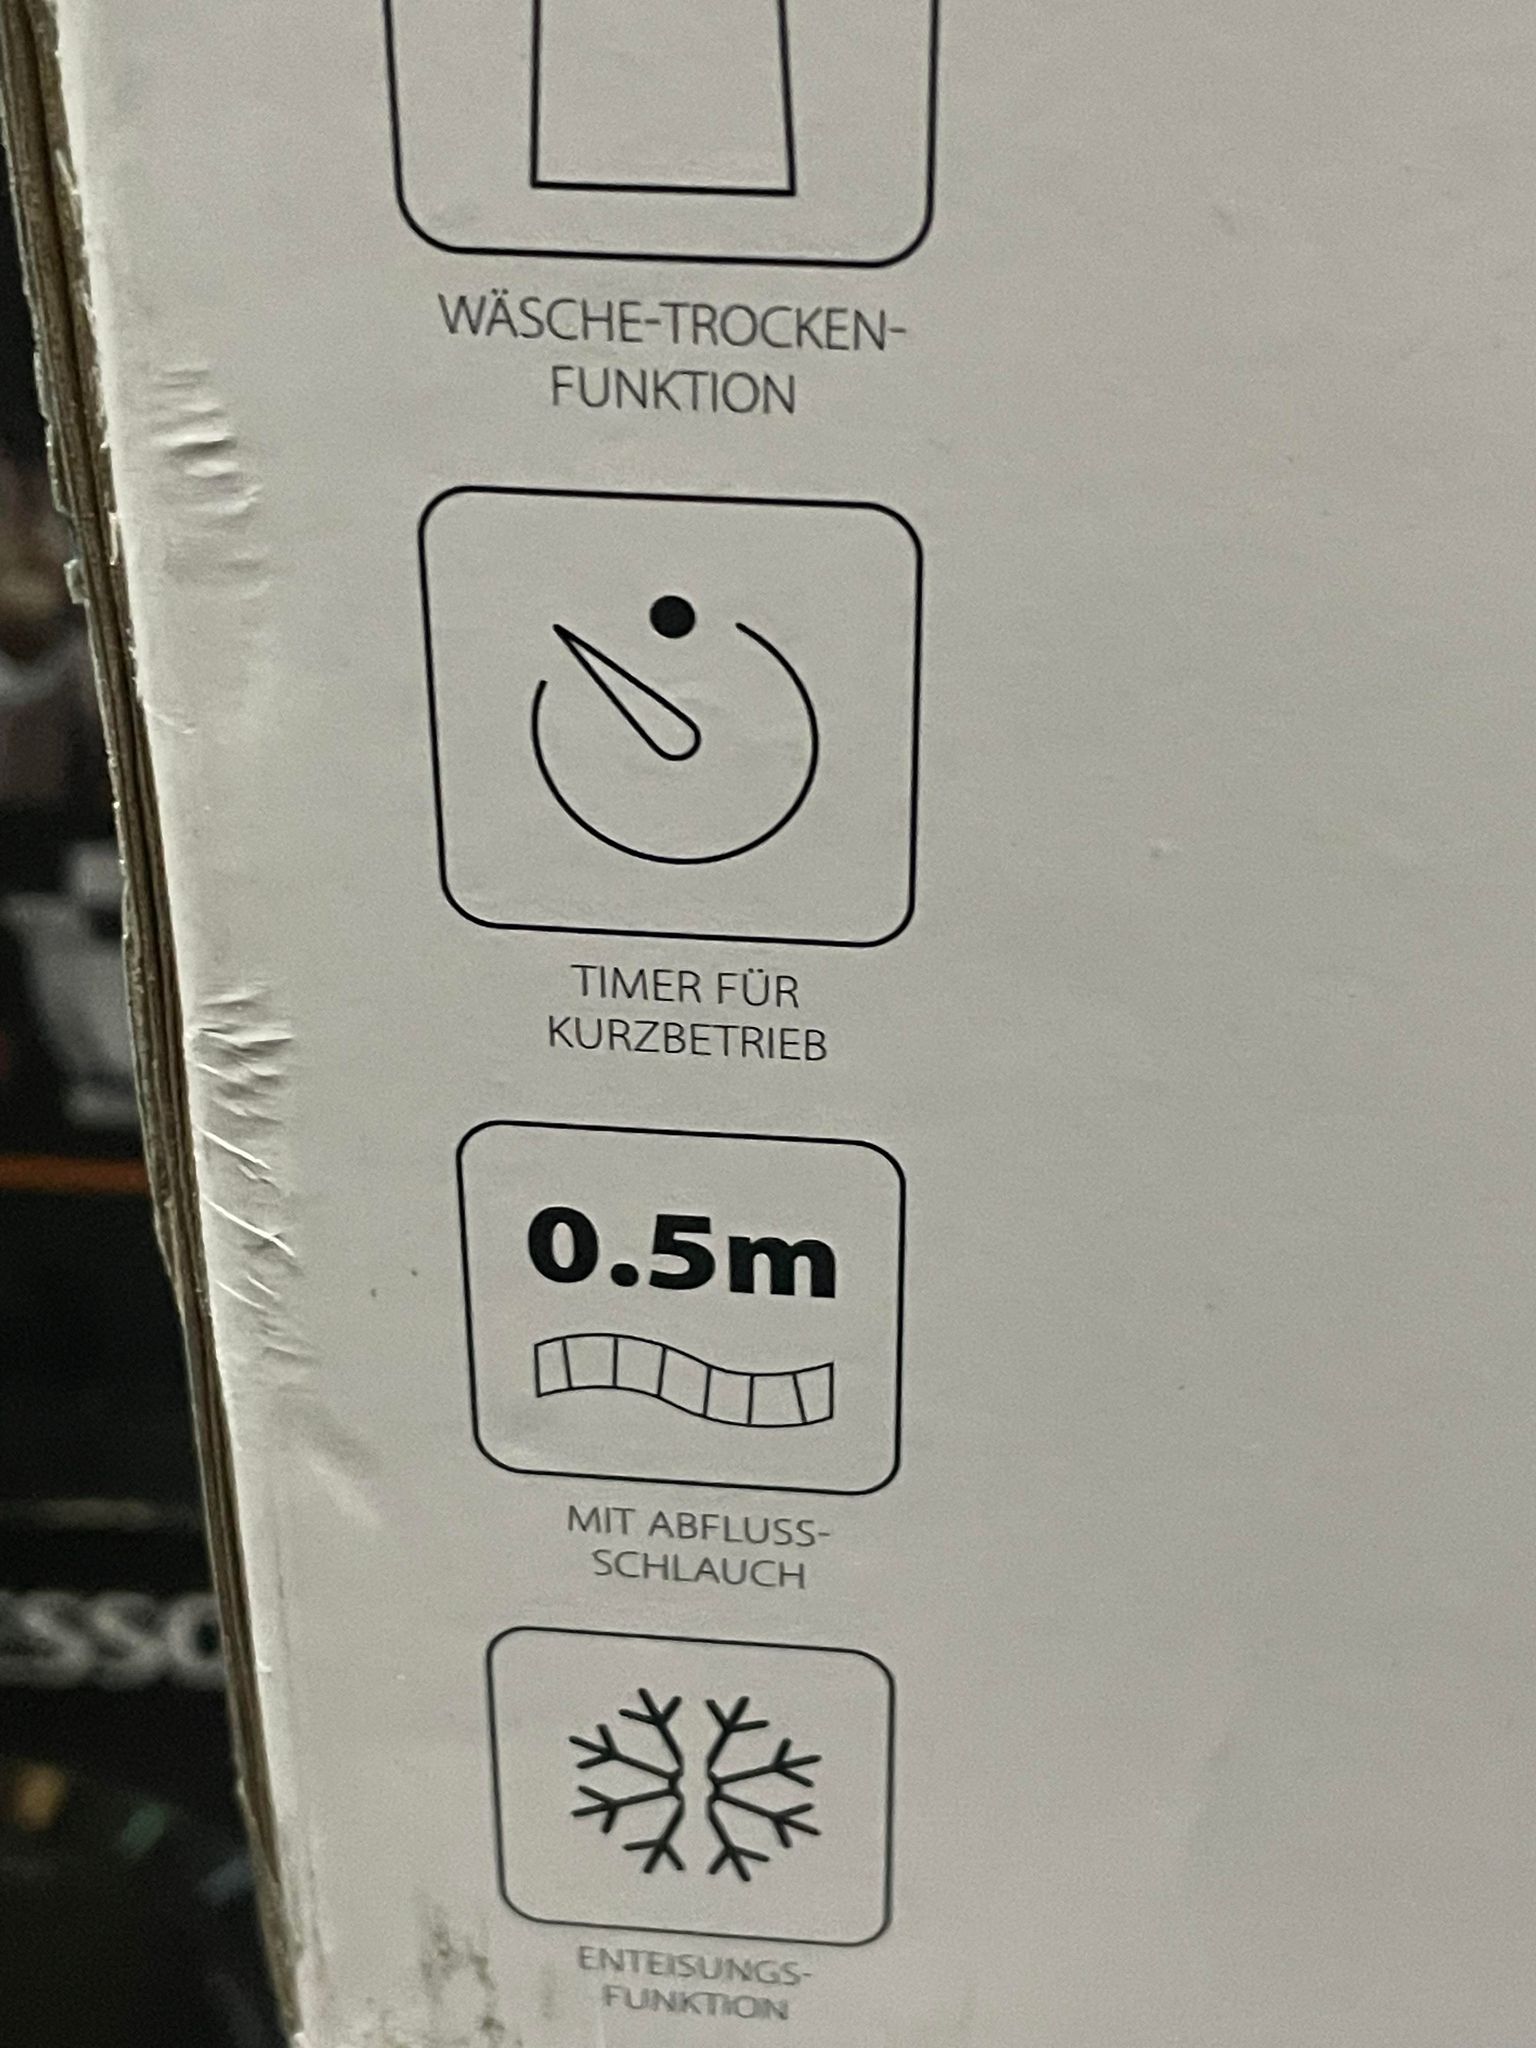 WÄSCHE-TROCKEN-
FUNKTION
TIMER FÜR
KURZBETRIEB
0.5m
MIT ABFLUSS-
SCHLAUCH
ENTEISUNGS-
FUNKTION